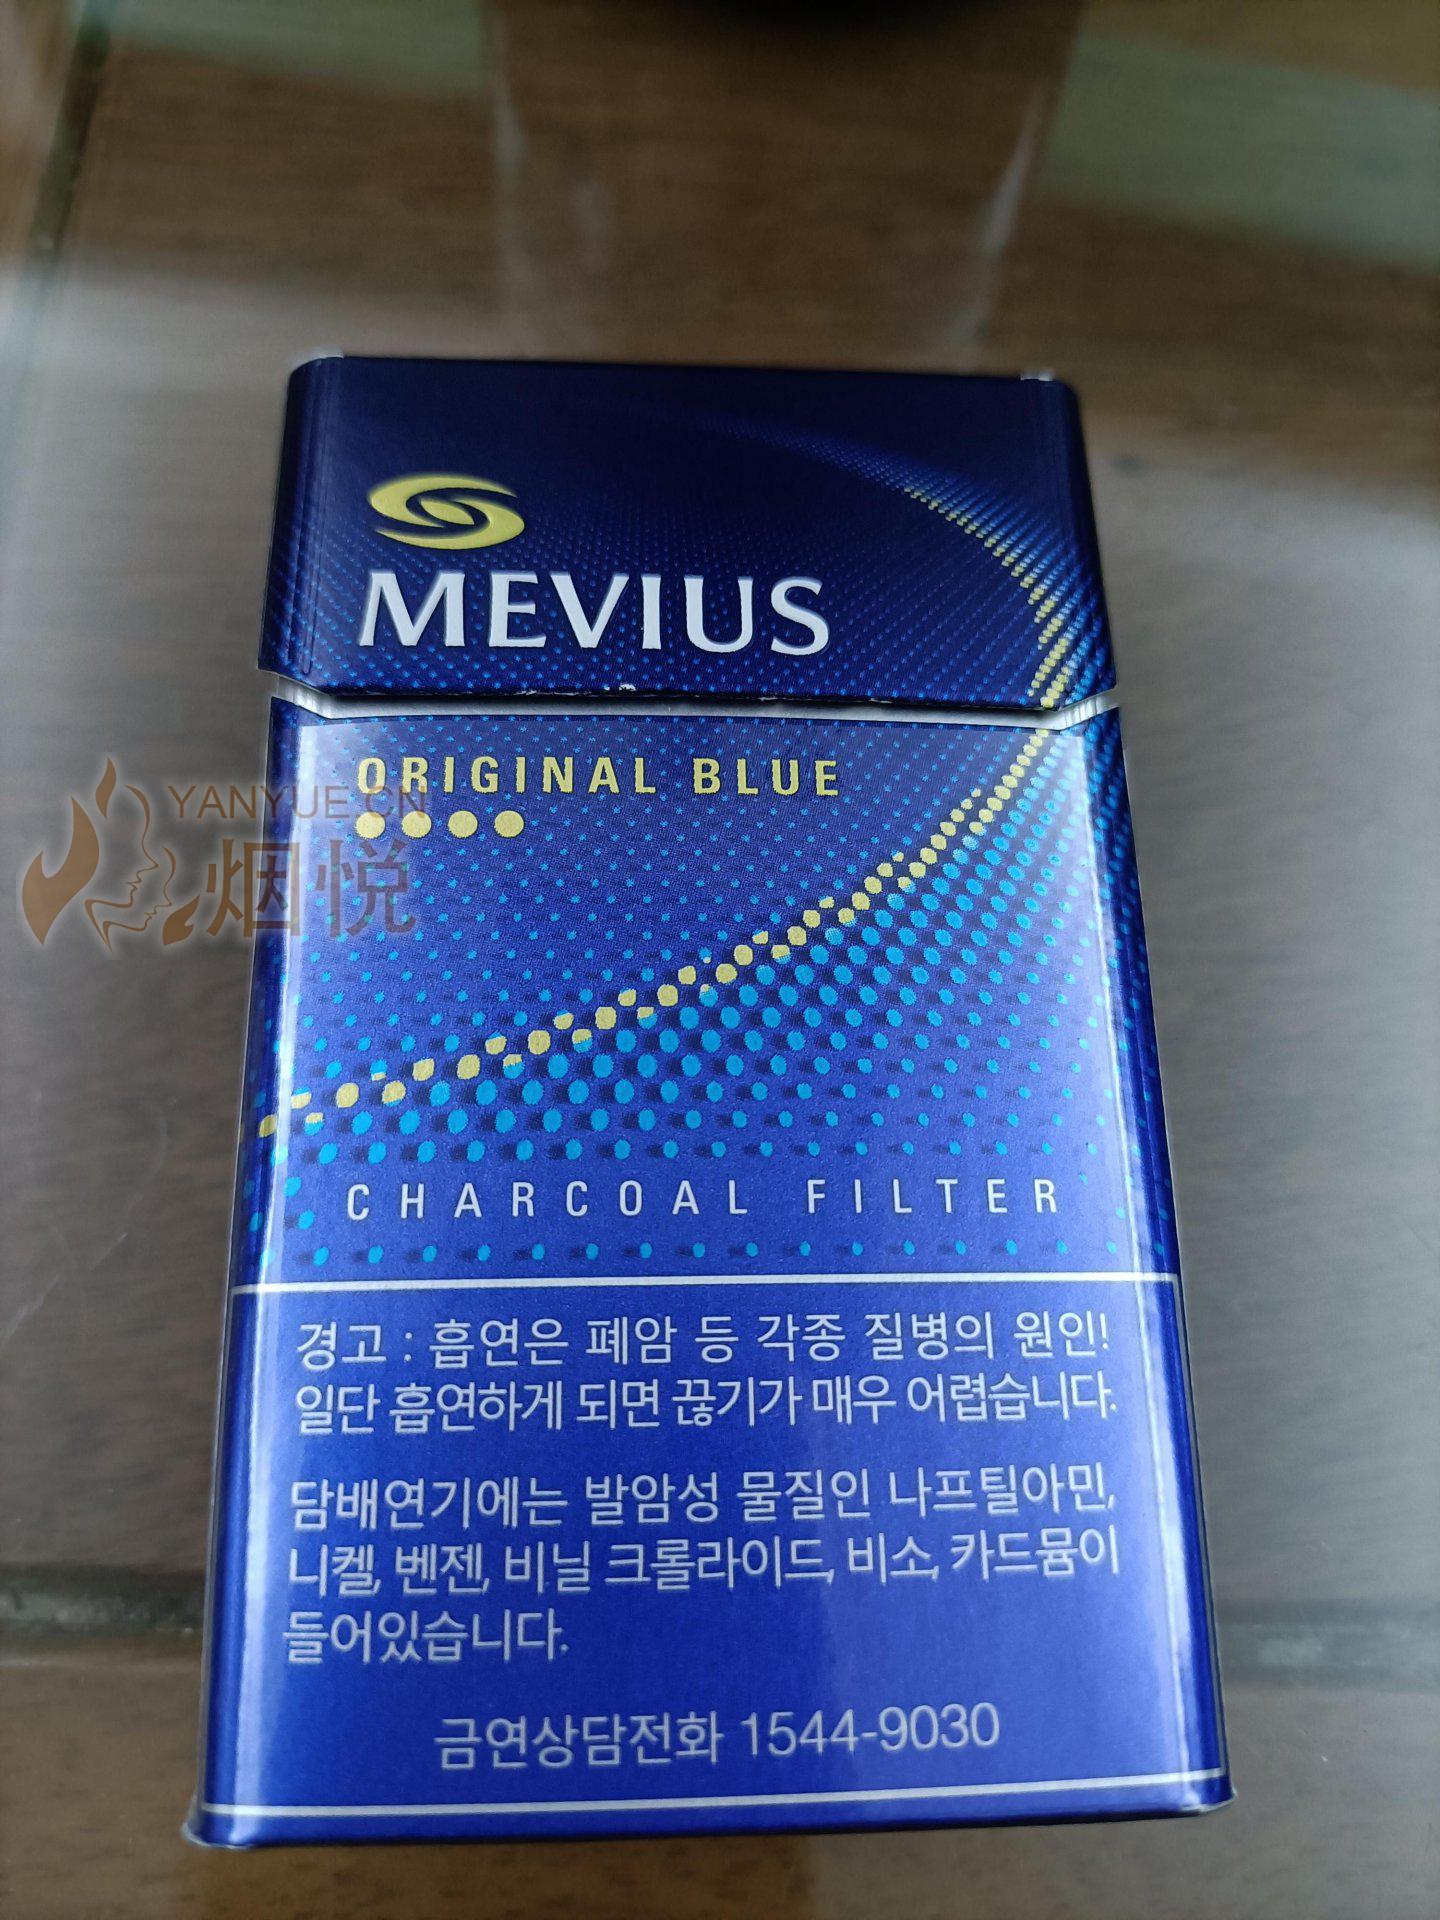 MEVIUS
ORIGINAL BLUE
YANYUE.CN
烟悦
CHARCOAL FILTER
경고 : 흡연은 폐암 등 각종 질병의 원인!
일단 흡연하게 되면 끊기가 매우 어렵습니다.
담배연기에는 발암성 물질인 나프틸아민,
니켈, 벤젠, 비닐 크롤라이드, 비소, 카드뮴이
들어있습니다.
금연상담전화 1544-9030